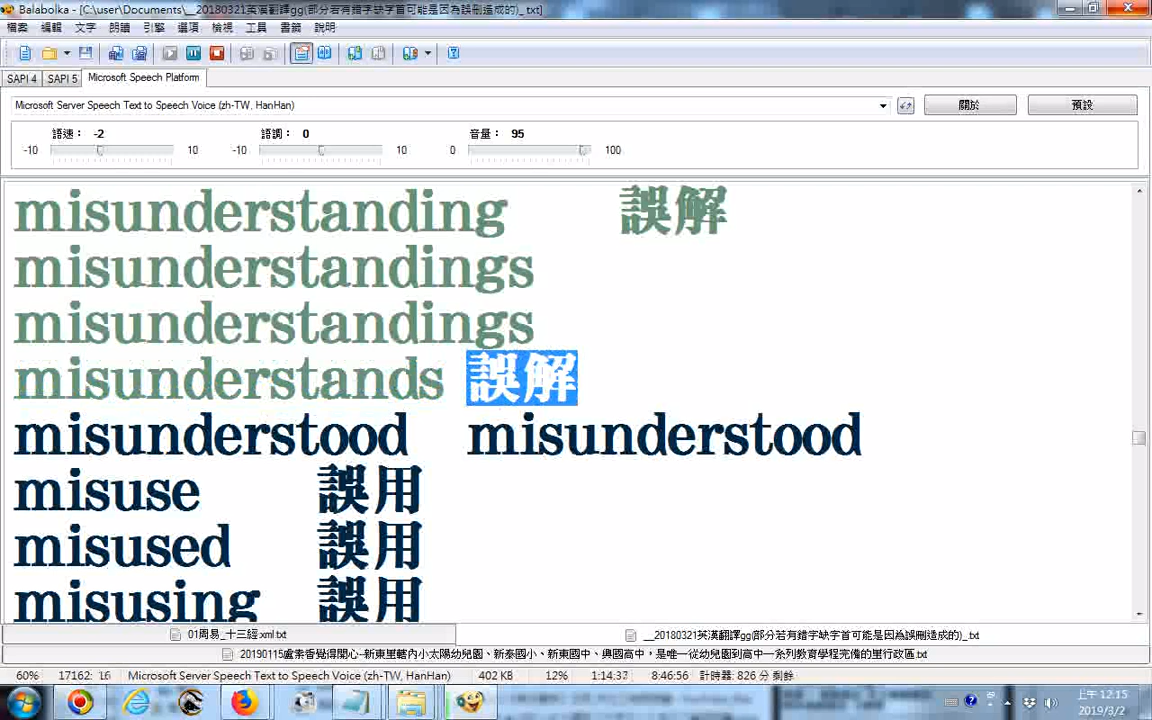 Balabolka - [C:\user\Documents\__20180321英漢翻譯gg(部分若有錯字缺字首可能是因為誤刪造成的)_.txt]
檔案 編輯 文字 朗讀 引擎 選項 檢視 工具 書籤 說明
SAPI 4 SAPI 5 Microsoft Speech Platform
Microsoft Server Speech Text to Speech Voice (zh-TW, HanHan) 關於 預設
語速： -2 語調： 0 音量： 95
-10 10 -10 10 0 100
misunderstanding 誤解
misunderstandings
misunderstandings
misunderstands 誤解
misunderstood misunderstood
misuse 誤用
misused 誤用
misusing 誤用
01周易_十三經.xml.txt __20180321英漢翻譯gg(部分若有錯字缺字首可能是因為誤刪造成的)_.txt
20190115盧素香覺得開心-新東里轄內小太陽幼兒園、新泰國小、新東國中、興國高中，是唯一從幼兒園到高中一系列教育學程完備的里行政區.txt
60% 17162: 16 Microsoft Server Speech Text to Speech Voice (zh-TW, HanHan) 402 KB 12% 1:14:37 8:46:56 計時器: 826 分 剩餘
上午 12:15
2019/3/2